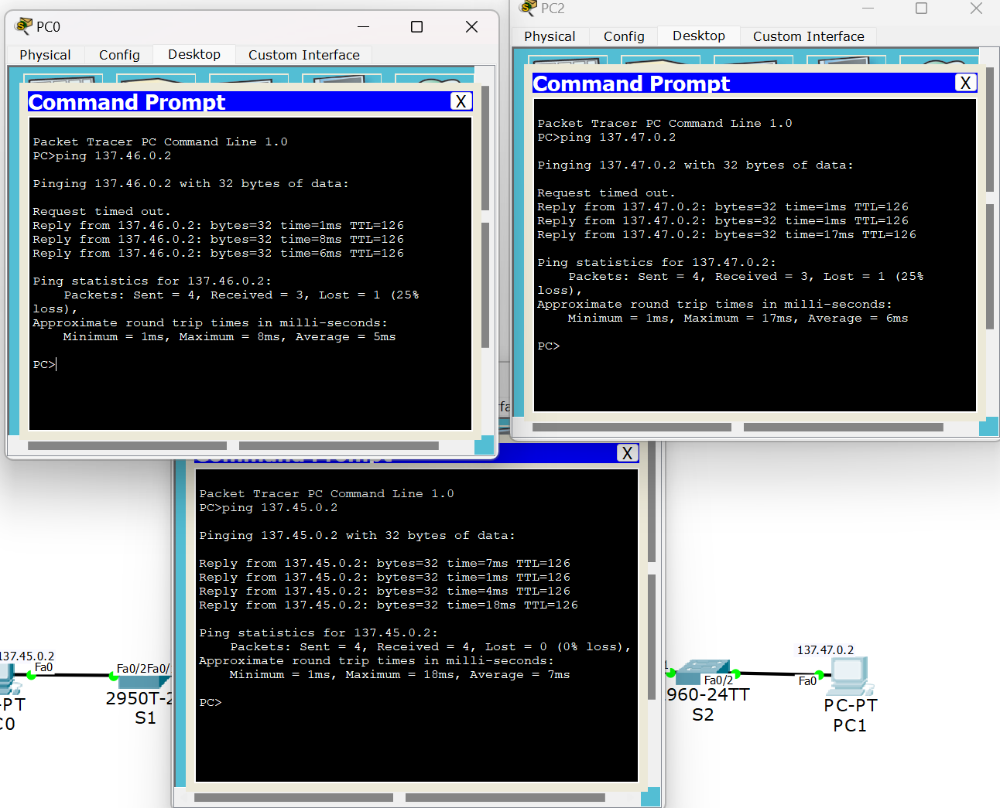 PC0
Physical Config Desktop Custom Interface
Command Prompt X
Packet Tracer PC Command Line 1.0
PC>ping 137.46.0.2
Pinging 137.46.0.2 with 32 bytes of data:
Request timed out.
Reply from 137.46.0.2: bytes=32 time=1ms TTL=126
Reply from 137.46.0.2: bytes=32 time=8ms TTL=126
Reply from 137.46.0.2: bytes=32 time=6ms TTL=126
Ping statistics for 137.46.0.2:
Packets: Sent = 4, Received = 3, Lost = 1 (25%
loss),
Approximate round trip times in milli-seconds:
Minimum = 1ms, Maximum = 8ms, Average = 5ms
PC>
PC2
Physical Config Desktop Custom Interface
Command Prompt X
Packet Tracer PC Command Line 1.0
PC>ping 137.47.0.2
Pinging 137.47.0.2 with 32 bytes of data:
Request timed out.
Reply from 137.47.0.2: bytes=32 time=1ms TTL=126
Reply from 137.47.0.2: bytes=32 time=1ms TTL=126
Reply from 137.47.0.2: bytes=32 time=17ms TTL=126
Ping statistics for 137.47.0.2:
Packets: Sent = 4, Received = 3, Lost = 1 (25%
loss),
Approximate round trip times in milli-seconds:
Minimum = 1ms, Maximum = 17ms, Average = 6ms
PC>
Command Prompt X
Packet Tracer PC Command Line 1.0
PC>ping 137.45.0.2
Pinging 137.45.0.2 with 32 bytes of data:
Reply from 137.45.0.2: bytes=32 time=7ms TTL=126
Reply from 137.45.0.2: bytes=32 time=1ms TTL=126
Reply from 137.45.0.2: bytes=32 time=4ms TTL=126
Reply from 137.45.0.2: bytes=32 time=18ms TTL=126
Ping statistics for 137.45.0.2:
Packets: Sent = 4, Received = 4, Lost = 0 (0% loss),
Approximate round trip times in milli-seconds:
Minimum = 1ms, Maximum = 18ms, Average = 7ms
PC>
137.45.0.2
Fa0
Fa0/2Fa0/
-PT
C0
2950T-2
S1
1
Fa0/2
960-24TT
S2
137.47.0.2
Fa0
PC-PT
PC1